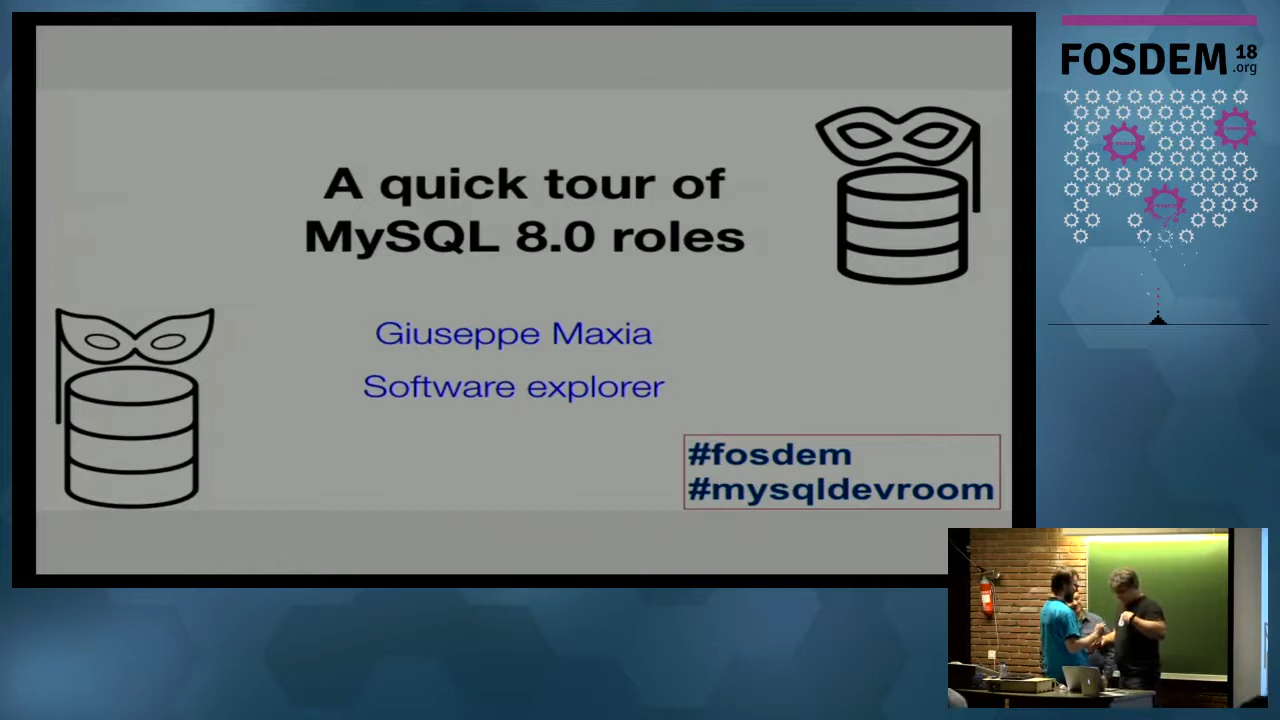 A quick tour of
MySQL 8.0 roles
Giuseppe Maxia
Software explorer
#fosdem
#mysqldevroom
FOSDEM 18
.org